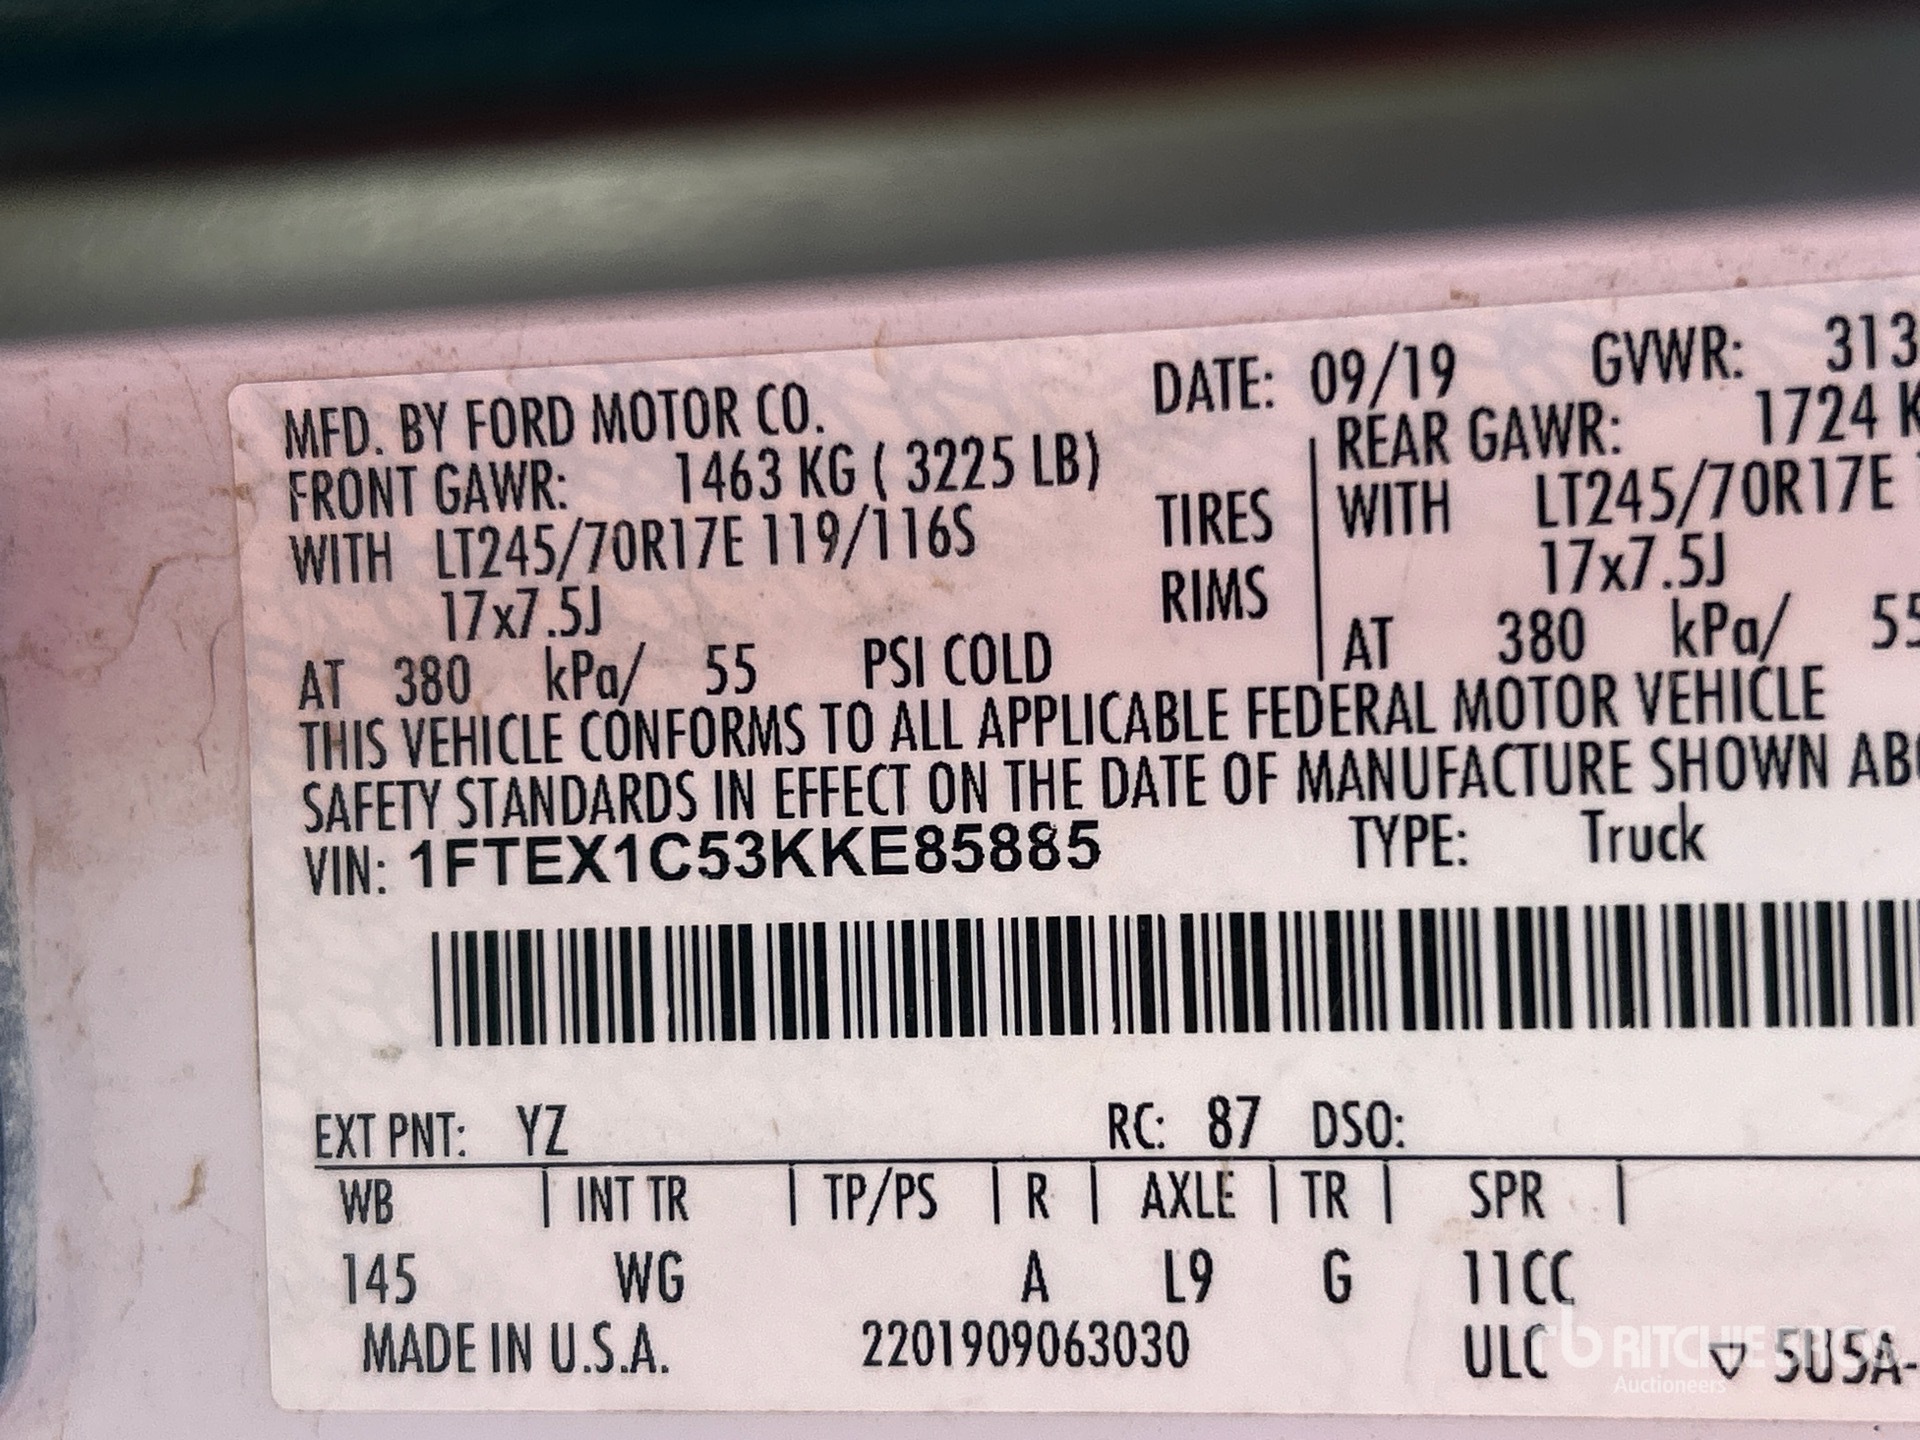 MFD. BY FORD MOTOR CO. DATE: 09/19 GVWR: 313
FRONT GAWR: 1463 KG ( 3225 LB) REAR GAWR: 1724 K
WITH LT245/70R17E 119/116S TIRES WITH LT245/70R17E
17x7.5J RIMS 17x7.5J
AT 380 kPa/ 55 PSI COLD AT 380 kPa/ 55
THIS VEHICLE CONFORMS TO ALL APPLICABLE FEDERAL MOTOR VEHICLE
SAFETY STANDARDS IN EFFECT ON THE DATE OF MANUFACTURE SHOWN ABO
VIN: 1FTEX1C53KKE85885 TYPE: Truck
EXT PNT: YZ RC: 87 DSO:
WB | INT TR | TP/PS | R | AXLE | TR | SPR |
145 WG A L9 G 11CC
MADE IN U.S.A. 2201909063030 ULC ▽ 5U5A-
rb RITCHIE BROS
Auctioneers